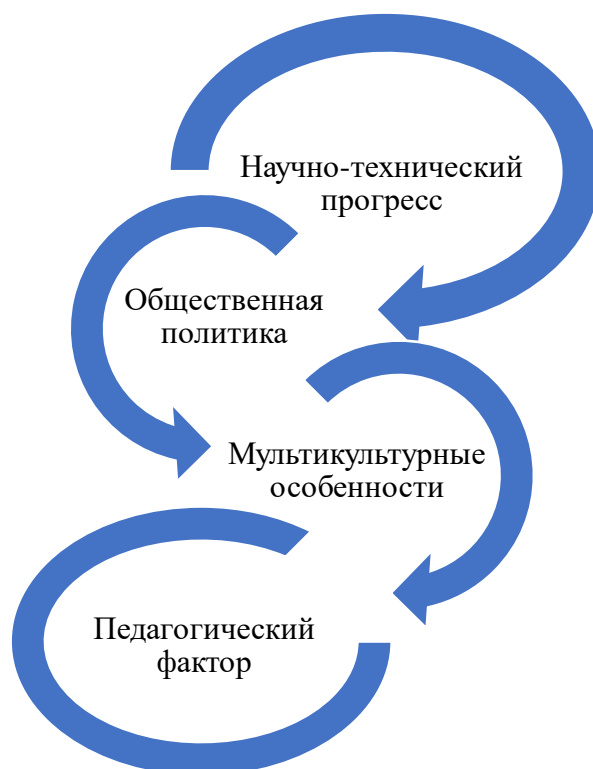 Научно-технический
прогресс
Общественная
политика
Мультикультурные
особенности
Педагогический
фактор